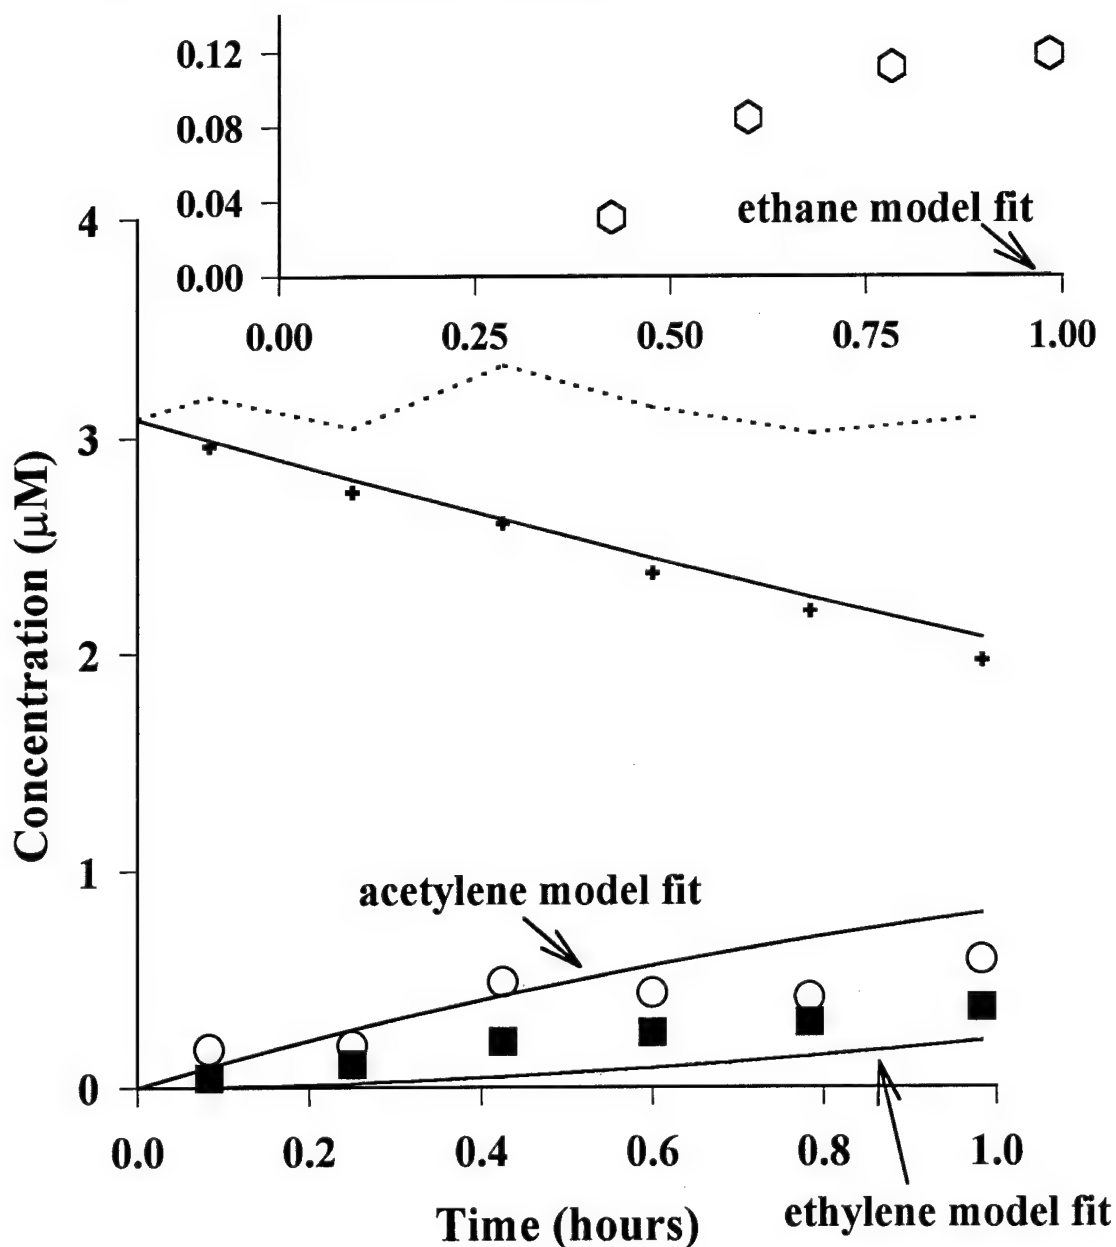 0.12
0.08
0.04
0.00
ethane model fit
0.00 0.25 0.50 0.75 1.00
4
3
2
1
0
Concentration (μM)
acetylene model fit
0.0 0.2 0.4 0.6 0.8 1.0
ethylene model fit
Time (hours)